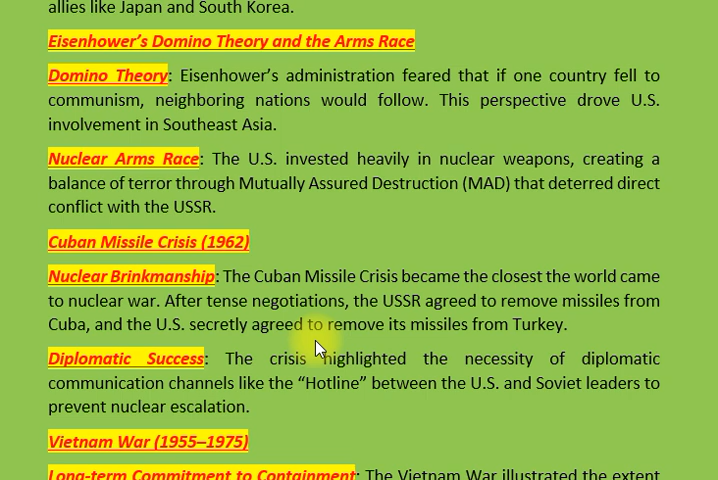 allies like Japan and South Korea.
Eisenhower’s Domino Theory and the Arms Race
Domino Theory: Eisenhower’s administration feared that if one country fell to
communism, neighboring nations would follow. This perspective drove U.S.
involvement in Southeast Asia.
Nuclear Arms Race: The U.S. invested heavily in nuclear weapons, creating a
balance of terror through Mutually Assured Destruction (MAD) that deterred direct
conflict with the USSR.
Cuban Missile Crisis (1962)
Nuclear Brinkmanship: The Cuban Missile Crisis became the closest the world came
to nuclear war. After tense negotiations, the USSR agreed to remove missiles from
Cuba, and the U.S. secretly agreed to remove its missiles from Turkey.
Diplomatic Success: The crisis highlighted the necessity of diplomatic
communication channels like the “Hotline” between the U.S. and Soviet leaders to
prevent nuclear escalation.
Vietnam War (1955–1975)
Long-term Commitment to Containment: The Vietnam War illustrated the extent